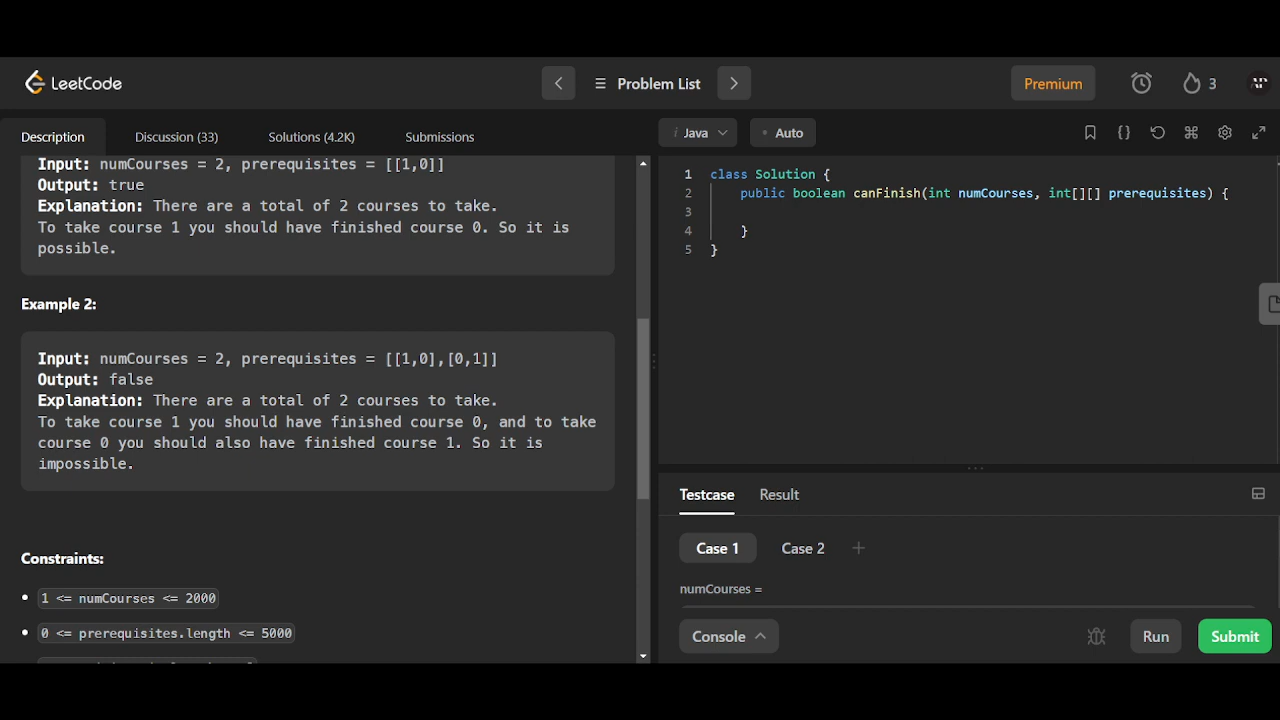 LeetCode
Problem List
Premium
3
Description
Discussion (33)
Solutions (4.2K)
Submissions
Input: numCourses = 2, prerequisites = [[1,0]]
Output: true
Explanation: There are a total of 2 courses to take.
To take course 1 you should have finished course 0. So it is
possible.
Example 2:
Input: numCourses = 2, prerequisites = [[1,0],[0,1]]
Output: false
Explanation: There are a total of 2 courses to take.
To take course 1 you should have finished course 0, and to take
course 0 you should also have finished course 1. So it is
impossible.
Constraints:
• 1 <= numCourses <= 2000
• 0 <= prerequisites.length <= 5000
i Java
• Auto
1 class Solution {
2 public boolean canFinish(int numCourses, int[][] prerequisites) {
3
4 }
5 }
Testcase
Result
Case 1
Case 2
+
numCourses =
Console
Run
Submit